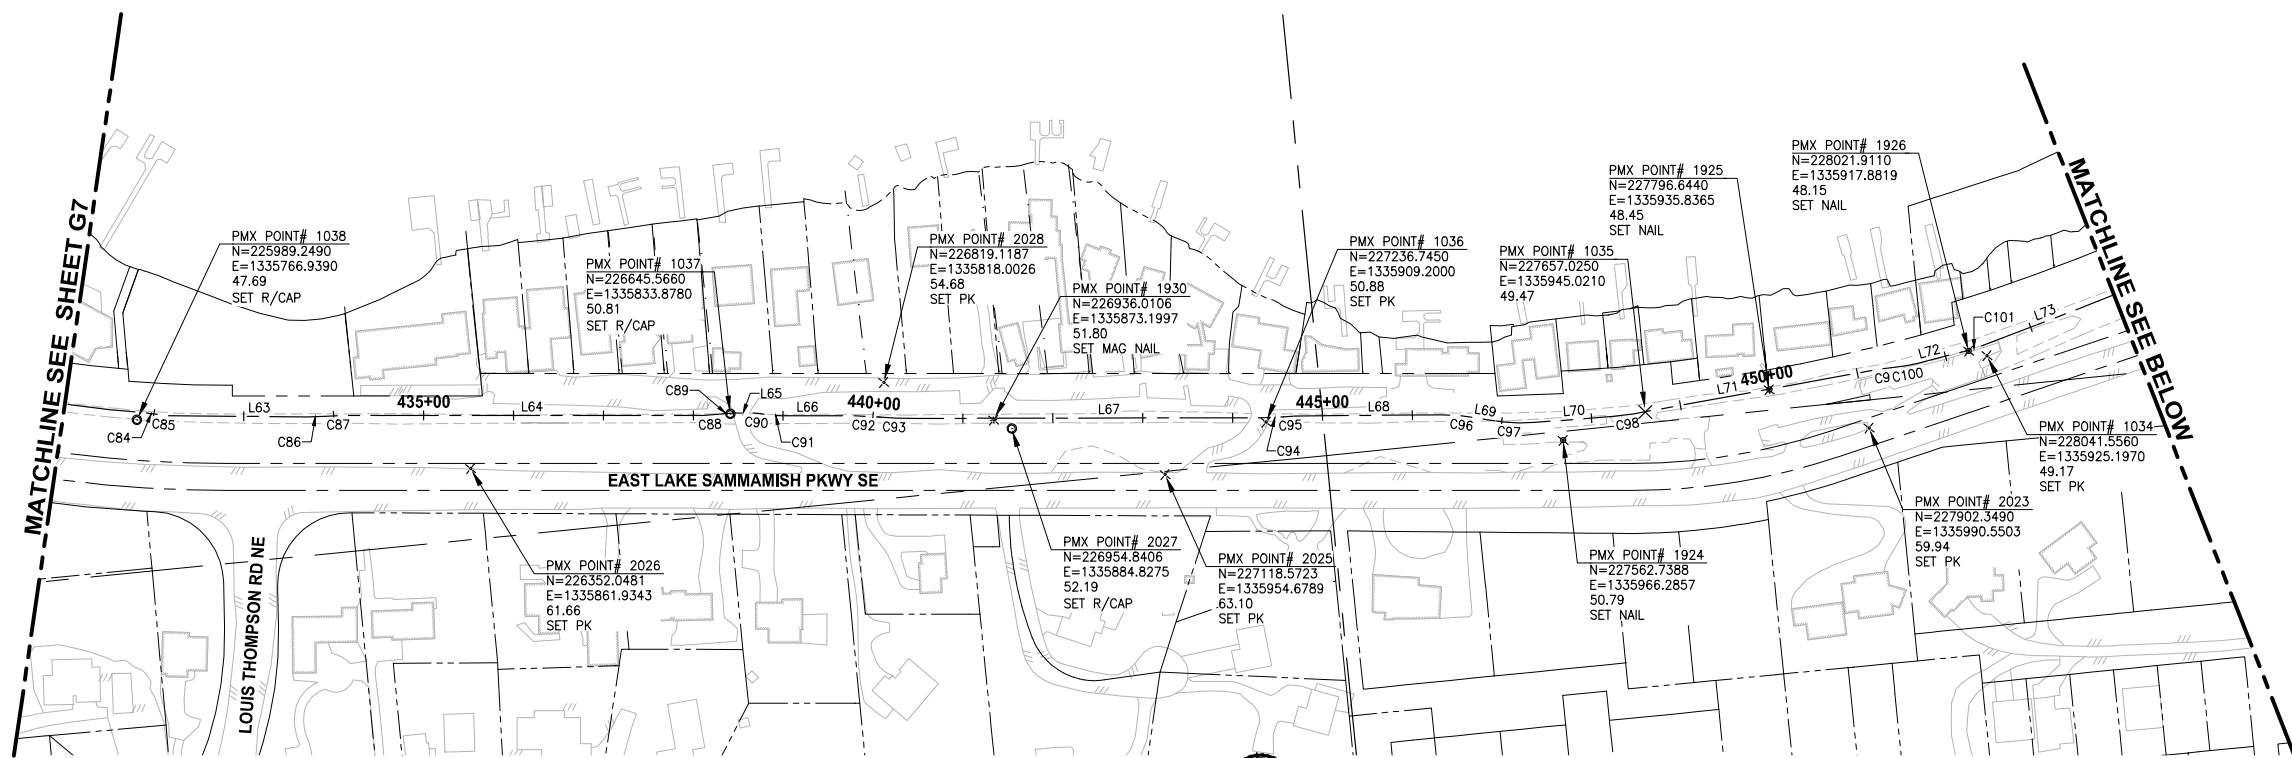 MATCHLINE SEE SHEET G7
PMX POINT# 1038
N=225989.2490
E=1335766.9390
47.69
SET R/CAP
PMX POINT# 1037
N=226645.5660
E=1335833.8780
50.81
SET R/CAP
PMX POINT# 2028
N=226819.1187
E=1335818.0026
54.68
SET PK
PMX POINT# 1930
N=226936.0106
E=1335873.1997
51.80
SET MAG NAIL
PMX POINT# 1036
N=227236.7450
E=1335909.2000
50.88
SET PK
PMX POINT# 1035
N=227657.0250
E=1335945.0210
49.47
PMX POINT# 1925
N=227796.6440
E=1335935.8365
48.45
SET NAIL
PMX POINT# 1926
N=228021.9110
E=1335917.8819
48.15
SET NAIL
MATCHLINE SEE BELOW
C84
C85
L63
C86
C87
435+00
L64
C88
C89
L65
C90
L66
C91
440+00
C92
C93
L67
C94
C95
445+00
L68
L69
C96
C97
L70
C98
L71
450+00
C9
C100
L72
C101
L73
EAST LAKE SAMMAMISH PKWY SE
LOUIS THOMPSON RD NE
PMX POINT# 2026
N=226352.0481
E=1335861.9343
61.66
SET PK
PMX POINT# 2027
N=226954.8406
E=1335884.8275
52.19
SET R/CAP
PMX POINT# 2025
N=227118.5723
E=1335954.6789
63.10
SET PK
PMX POINT# 1924
N=227562.7388
E=1335966.2857
50.79
SET NAIL
PMX POINT# 2023
N=227902.3490
E=1335990.5503
59.94
SET PK
PMX POINT# 1034
N=228041.5560
E=1335925.1970
49.17
SET PK